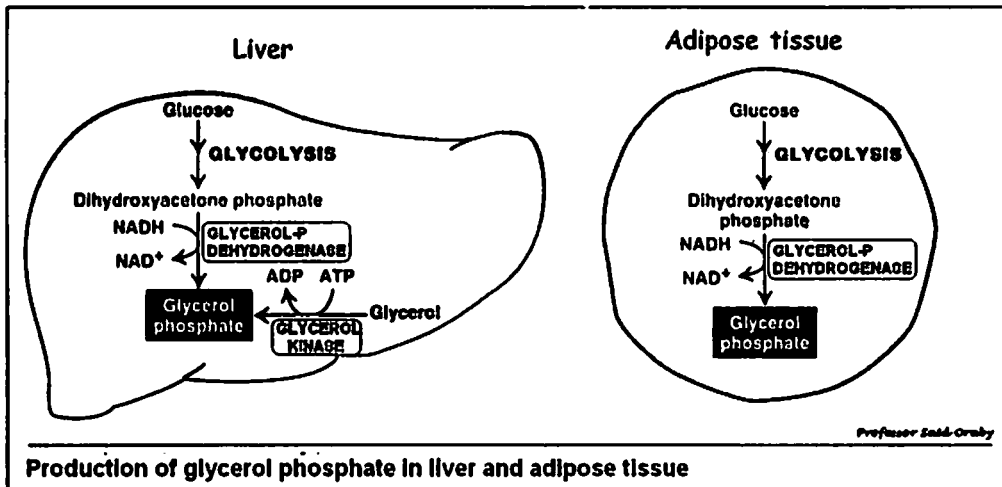 Liver
Glucose
GLYCOLYSIS
Dihydroxyacetone phosphate
NADH
GLYCEROL-P
DEHYDROGENASE
NAD+
ADP ATP
Glycerol
phosphate
Glycerol
GLYCEROL
KINASE
Adipose tissue
Glucose
GLYCOLYSIS
Dihydroxyacetone
phosphate
NADH
GLYCEROL-P
DEHYDROGENASE
NAD+
Glycerol
phosphate
Professor Said Oraby
Production of glycerol phosphate in liver and adipose tissue